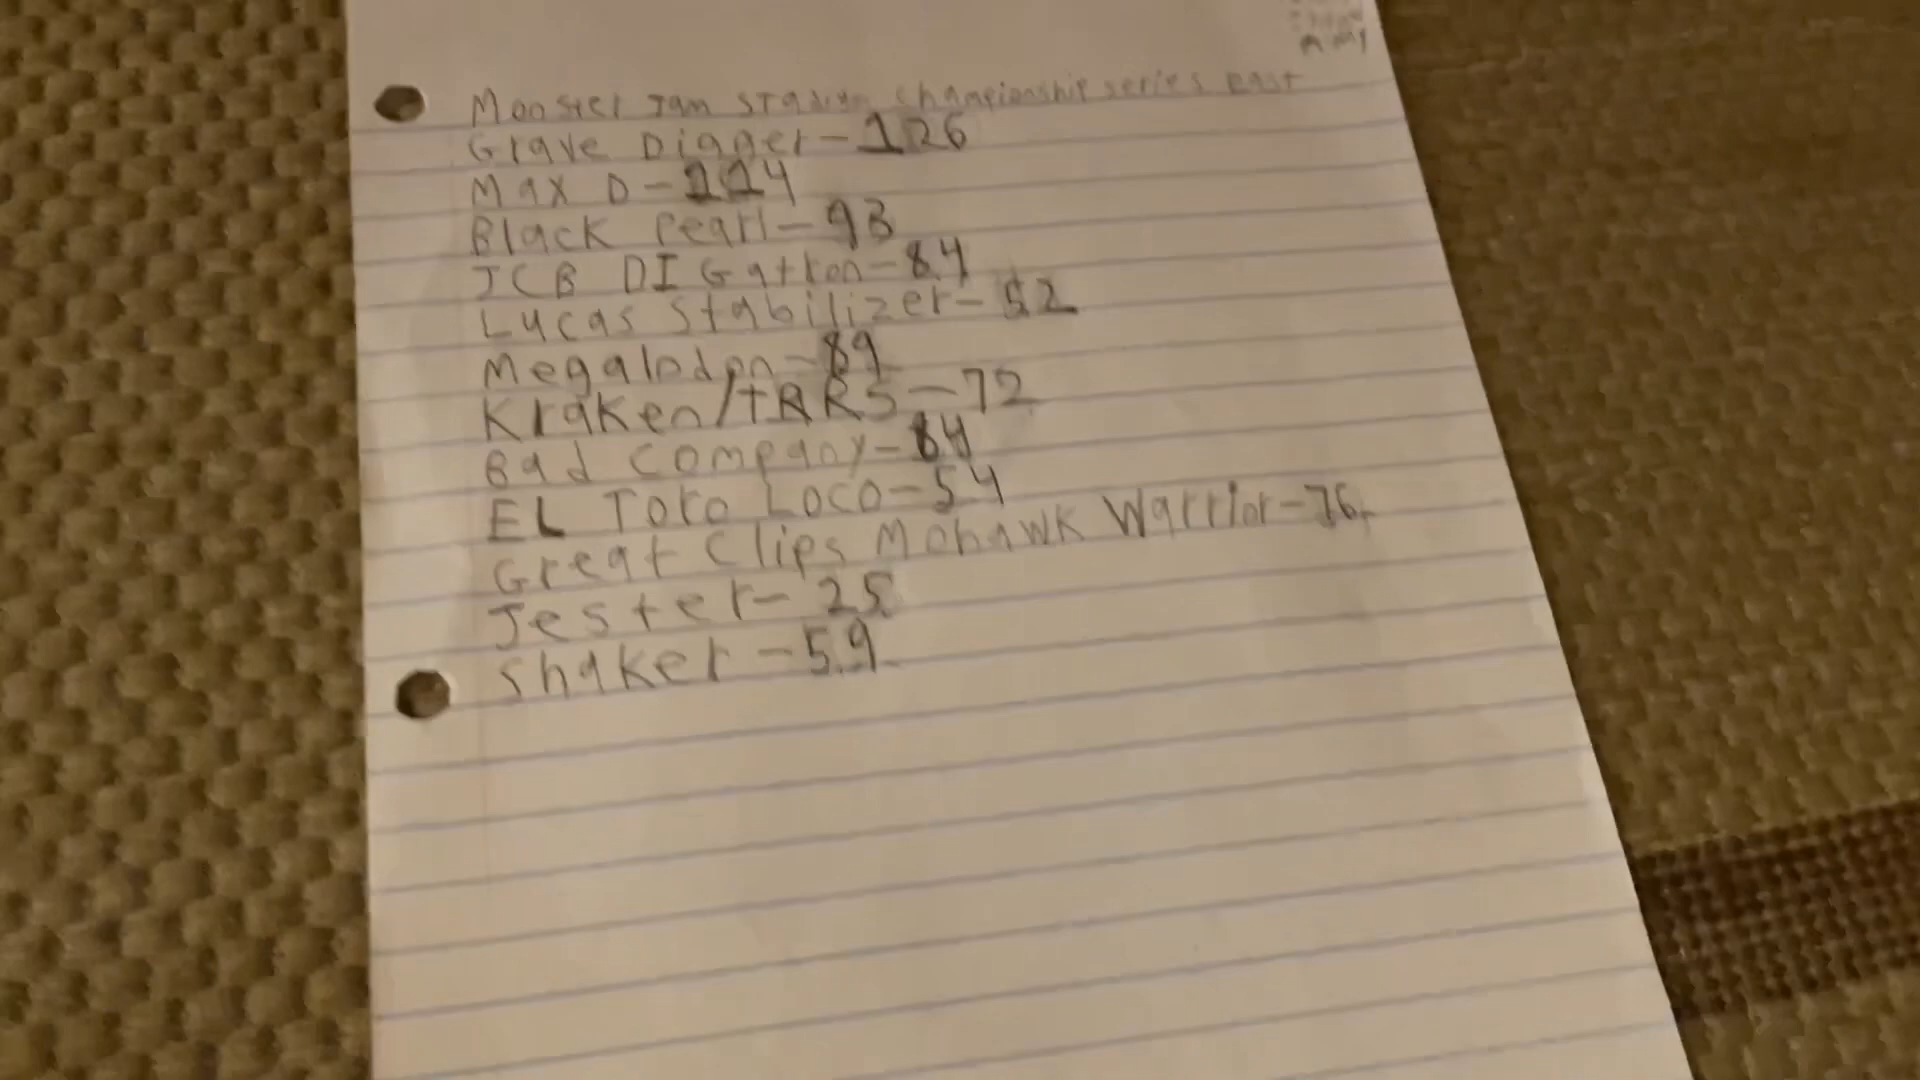 Monster Jam Stadium Championship series east
Grave Digger-126
Max D-114
Black Pearl-93
JCB DIGatron-84
Lucas Stabilizer-52
Megalodon-89
Kraken/TRRS-72
Bad Company-84
EL Toro Loco-54
Great Clips Mohawk Warrior-76
Jester-25
Shaker-59